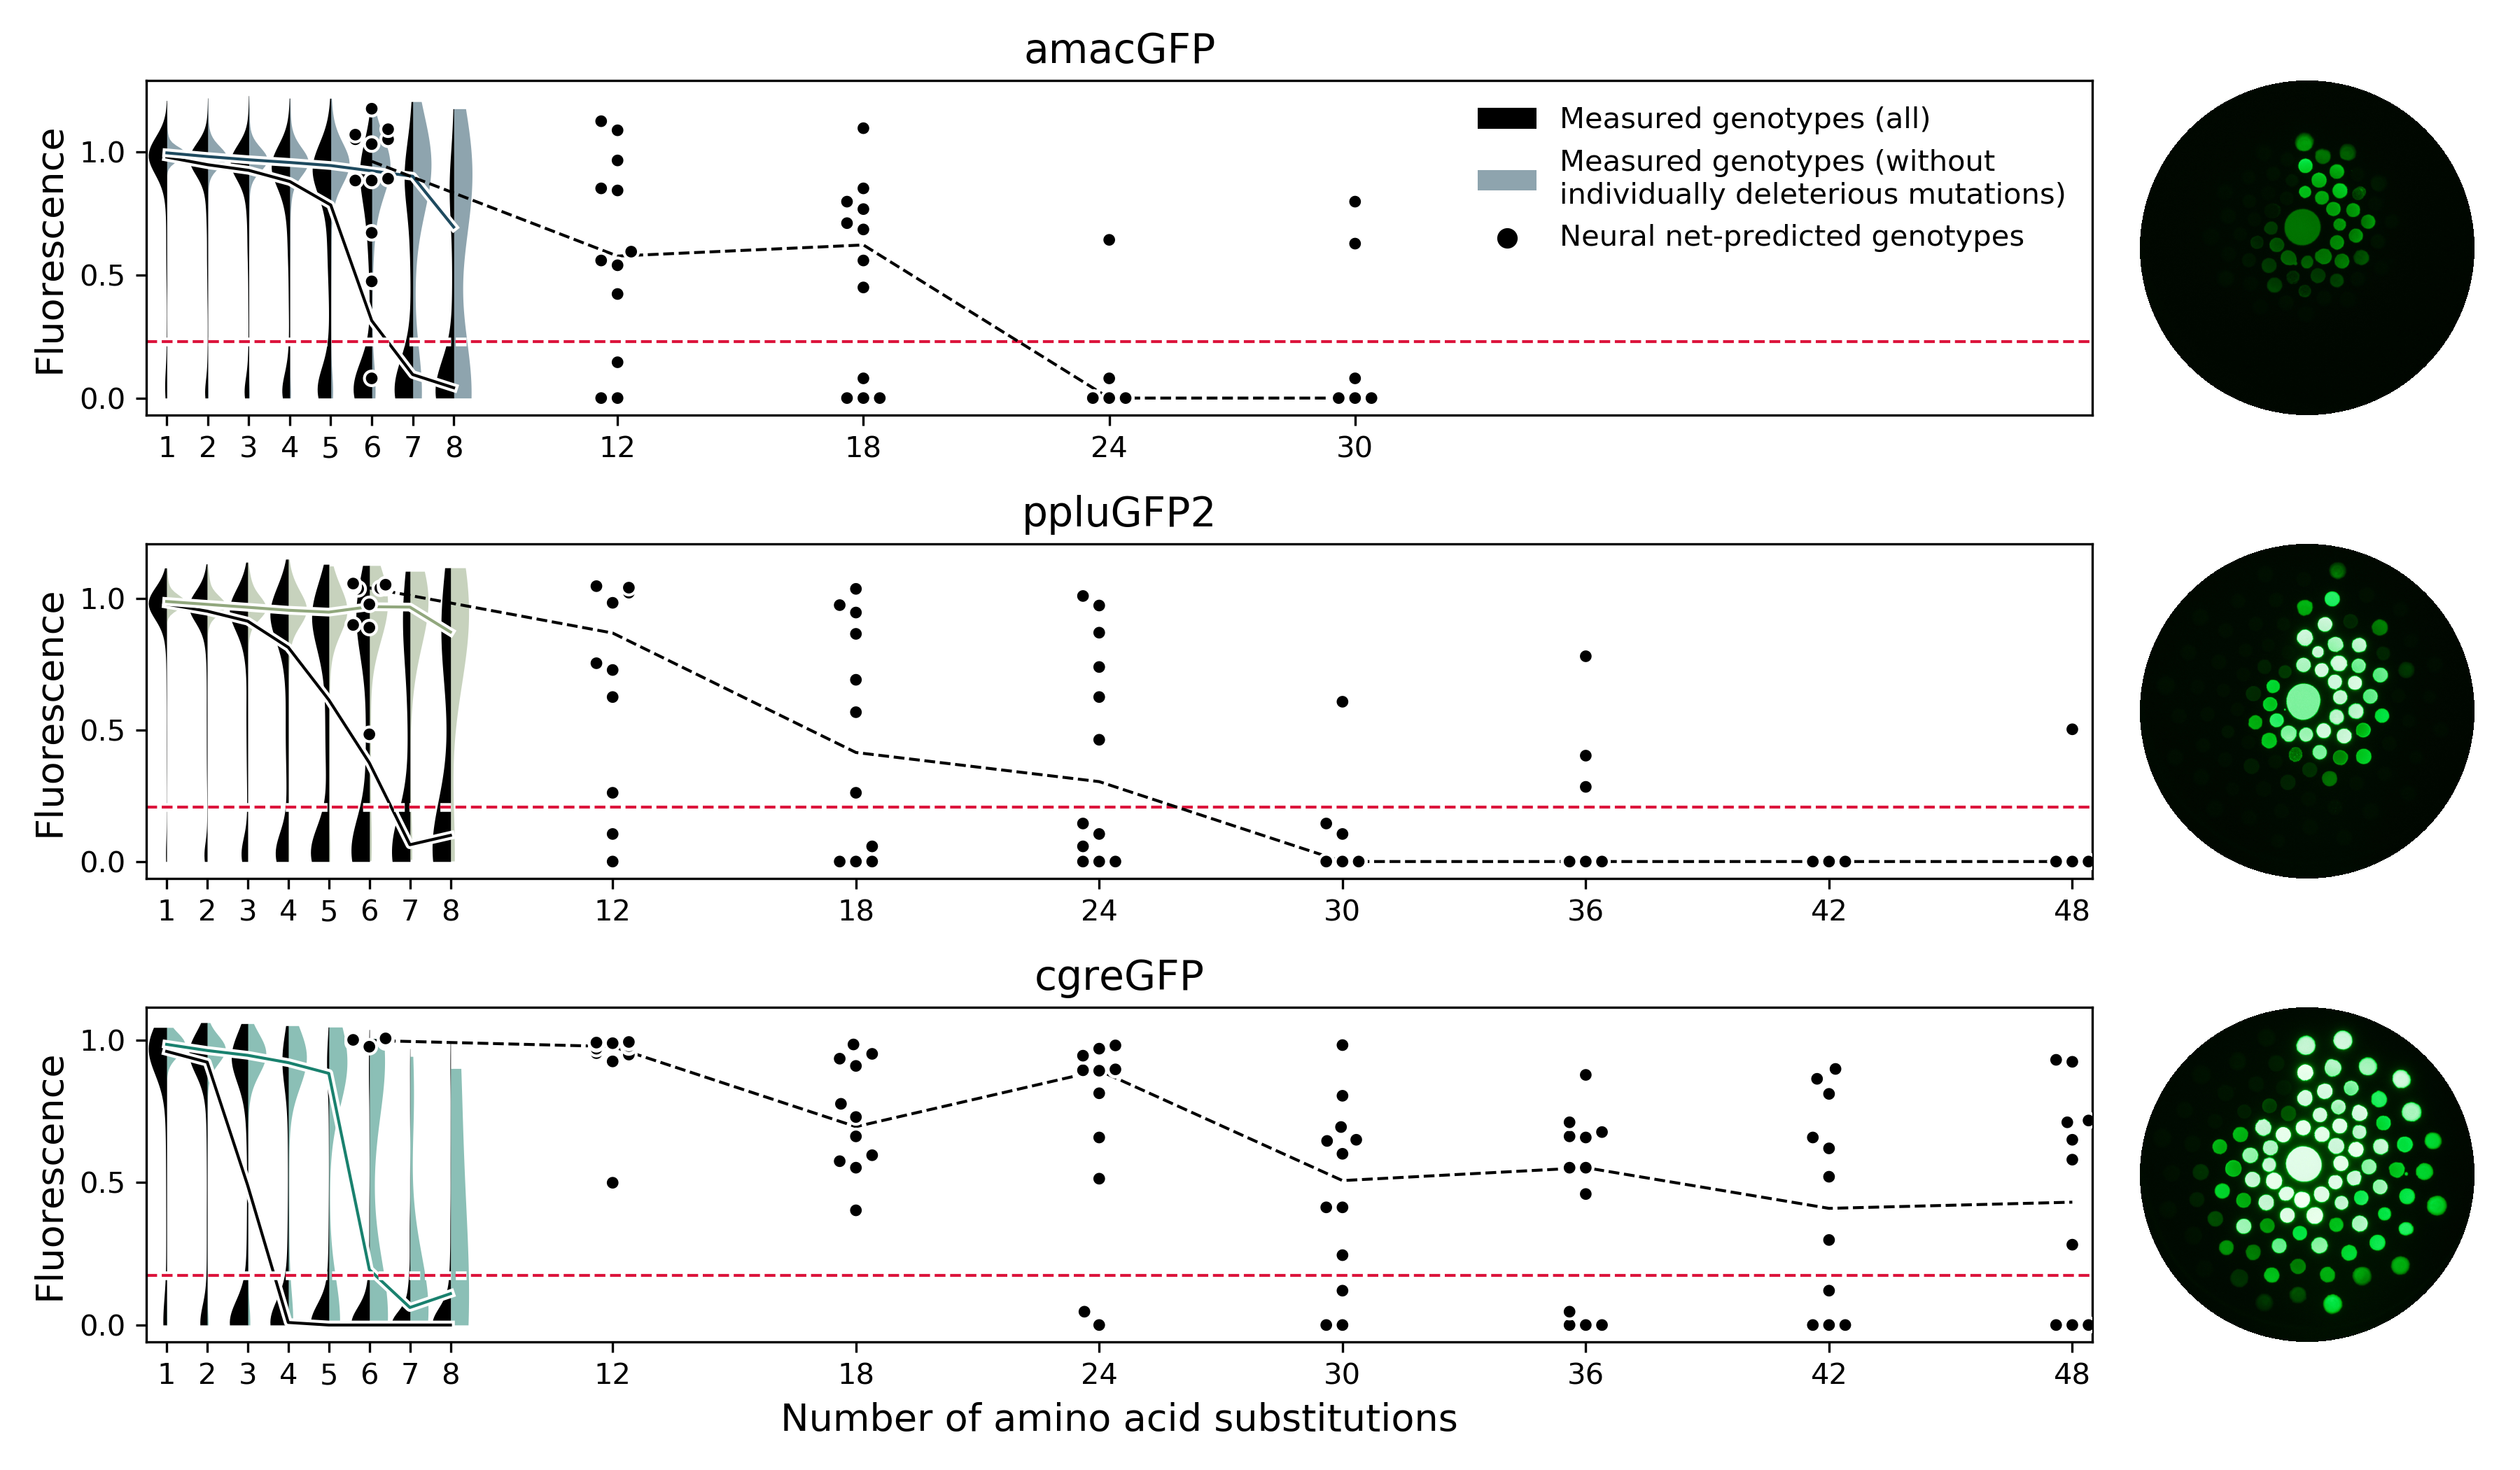 amacGFP
Fluorescence
1.0
0.5
0.0
1 2 3 4 5 6 7 8 12 18 24 30
Measured genotypes (all)
Measured genotypes (without
individually deleterious mutations)
Neural net-predicted genotypes
ppluGFP2
Fluorescence
1.0
0.5
0.0
1 2 3 4 5 6 7 8 12 18 24 30 36 42 48
cgreGFP
Fluorescence
1.0
0.5
0.0
1 2 3 4 5 6 7 8 12 18 24 30 36 42 48
Number of amino acid substitutions